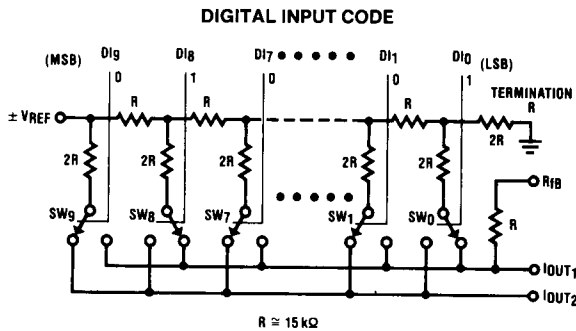 DIGITAL INPUT CODE
(MSB) DI9 DI8 DI7 DI1 DI0 (LSB)
0 1 0 0 1
TERMINATION
R
± VREF R R R 2R
2R 2R 2R 2R 2R
RfB
SW9 SW8 SW7 SW1 SW0
R
IOUT1
IOUT2
R ≅ 15 kΩ